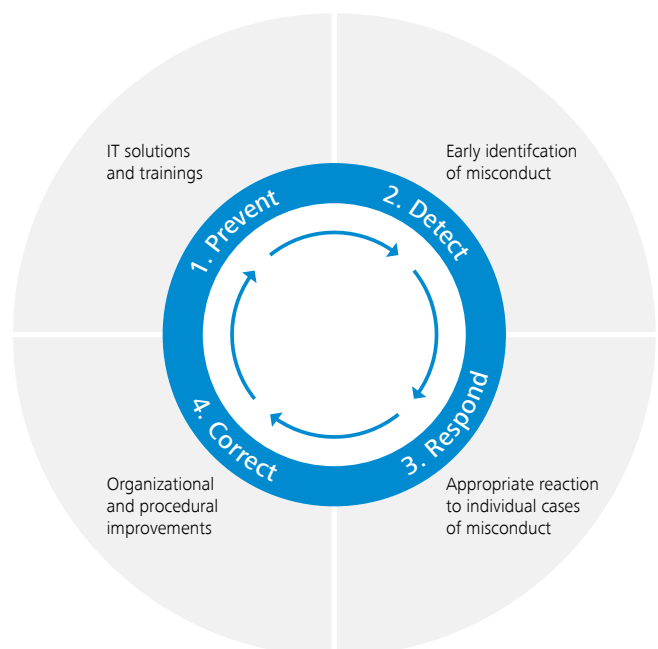 IT solutions
and trainings
1. Prevent
Early identifcation
of misconduct
2. Detect
3. Respond
Appropriate reaction
to individual cases
of misconduct
4. Correct
Organizational
and procedural
improvements